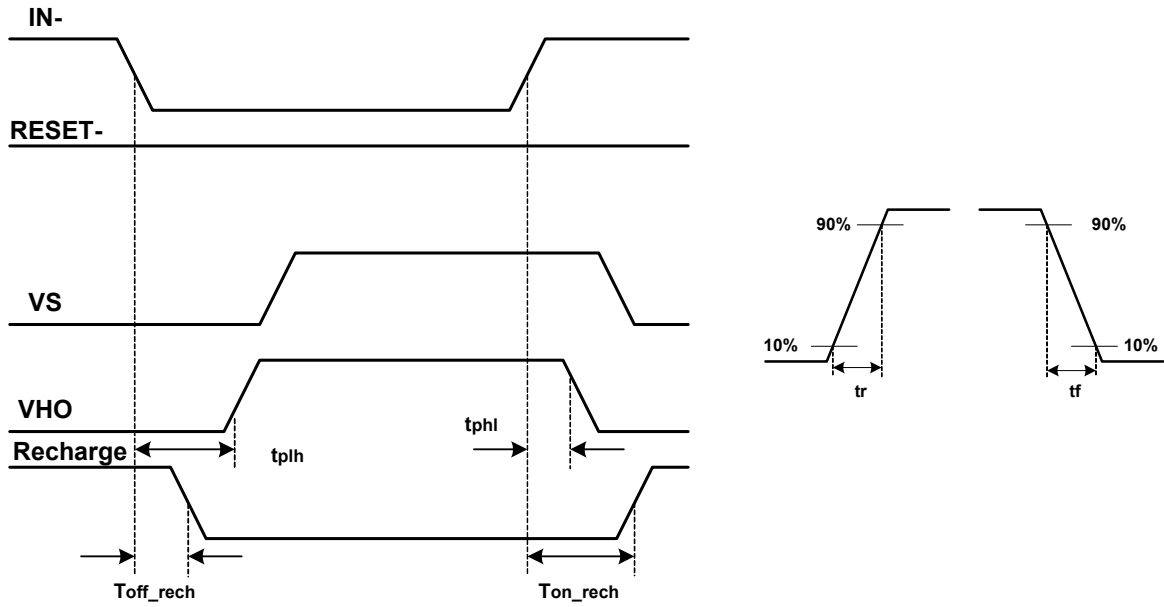 IN-
RESET-
VS
VHO
Recharge
tplh
tphl
Toff_rech
Ton_rech
90%
90%
10%
10%
tr
tf